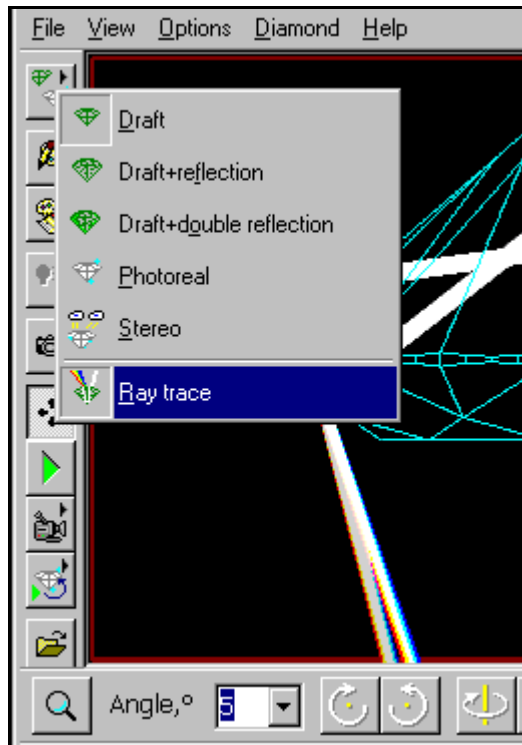 File View Options Diamond Help
Draft
Draft+reflection
Draft+double reflection
Photoreal
Stereo
Ray trace
Angle,° 5